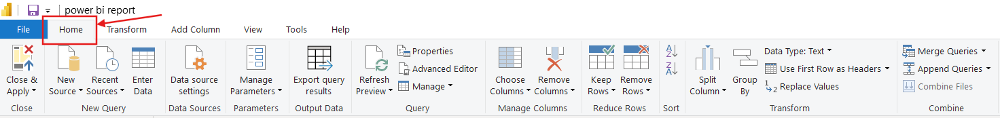 power bi report
File Home Transform Add Column View Tools Help
Close & Apply
Close
New Source
Recent Sources
Enter Data
New Query
Data source settings
Data Sources
Manage Parameters
Parameters
Export query results
Output Data
Refresh Preview
Properties
Advanced Editor
Manage
Query
Choose Columns
Remove Columns
Manage Columns
Keep Rows
Remove Rows
Reduce Rows
A
Z
Z
A
Sort
Split Column
Group By
Data Type: Text
Use First Row as Headers
1
2
Replace Values
Transform
Merge Queries
Append Queries
Combine Files
Combine